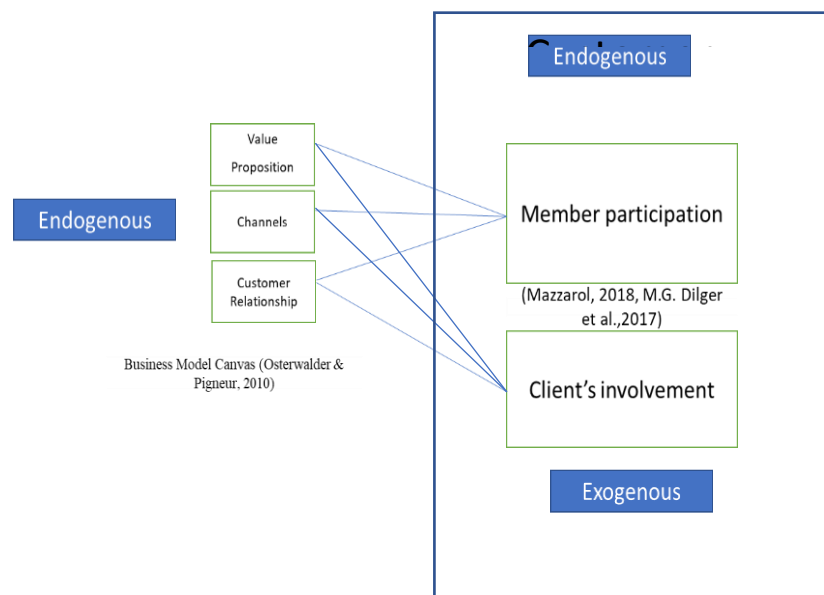 Endogenous
Value
Proposition
Endogenous
Channels
Member participation
Customer
Relationship
(Mazzarol, 2018, M.G. Dilger
et al.,2017)
Business Model Canvas (Osterwalder &
Pigneur, 2010)
Client's involvement
Exogenous